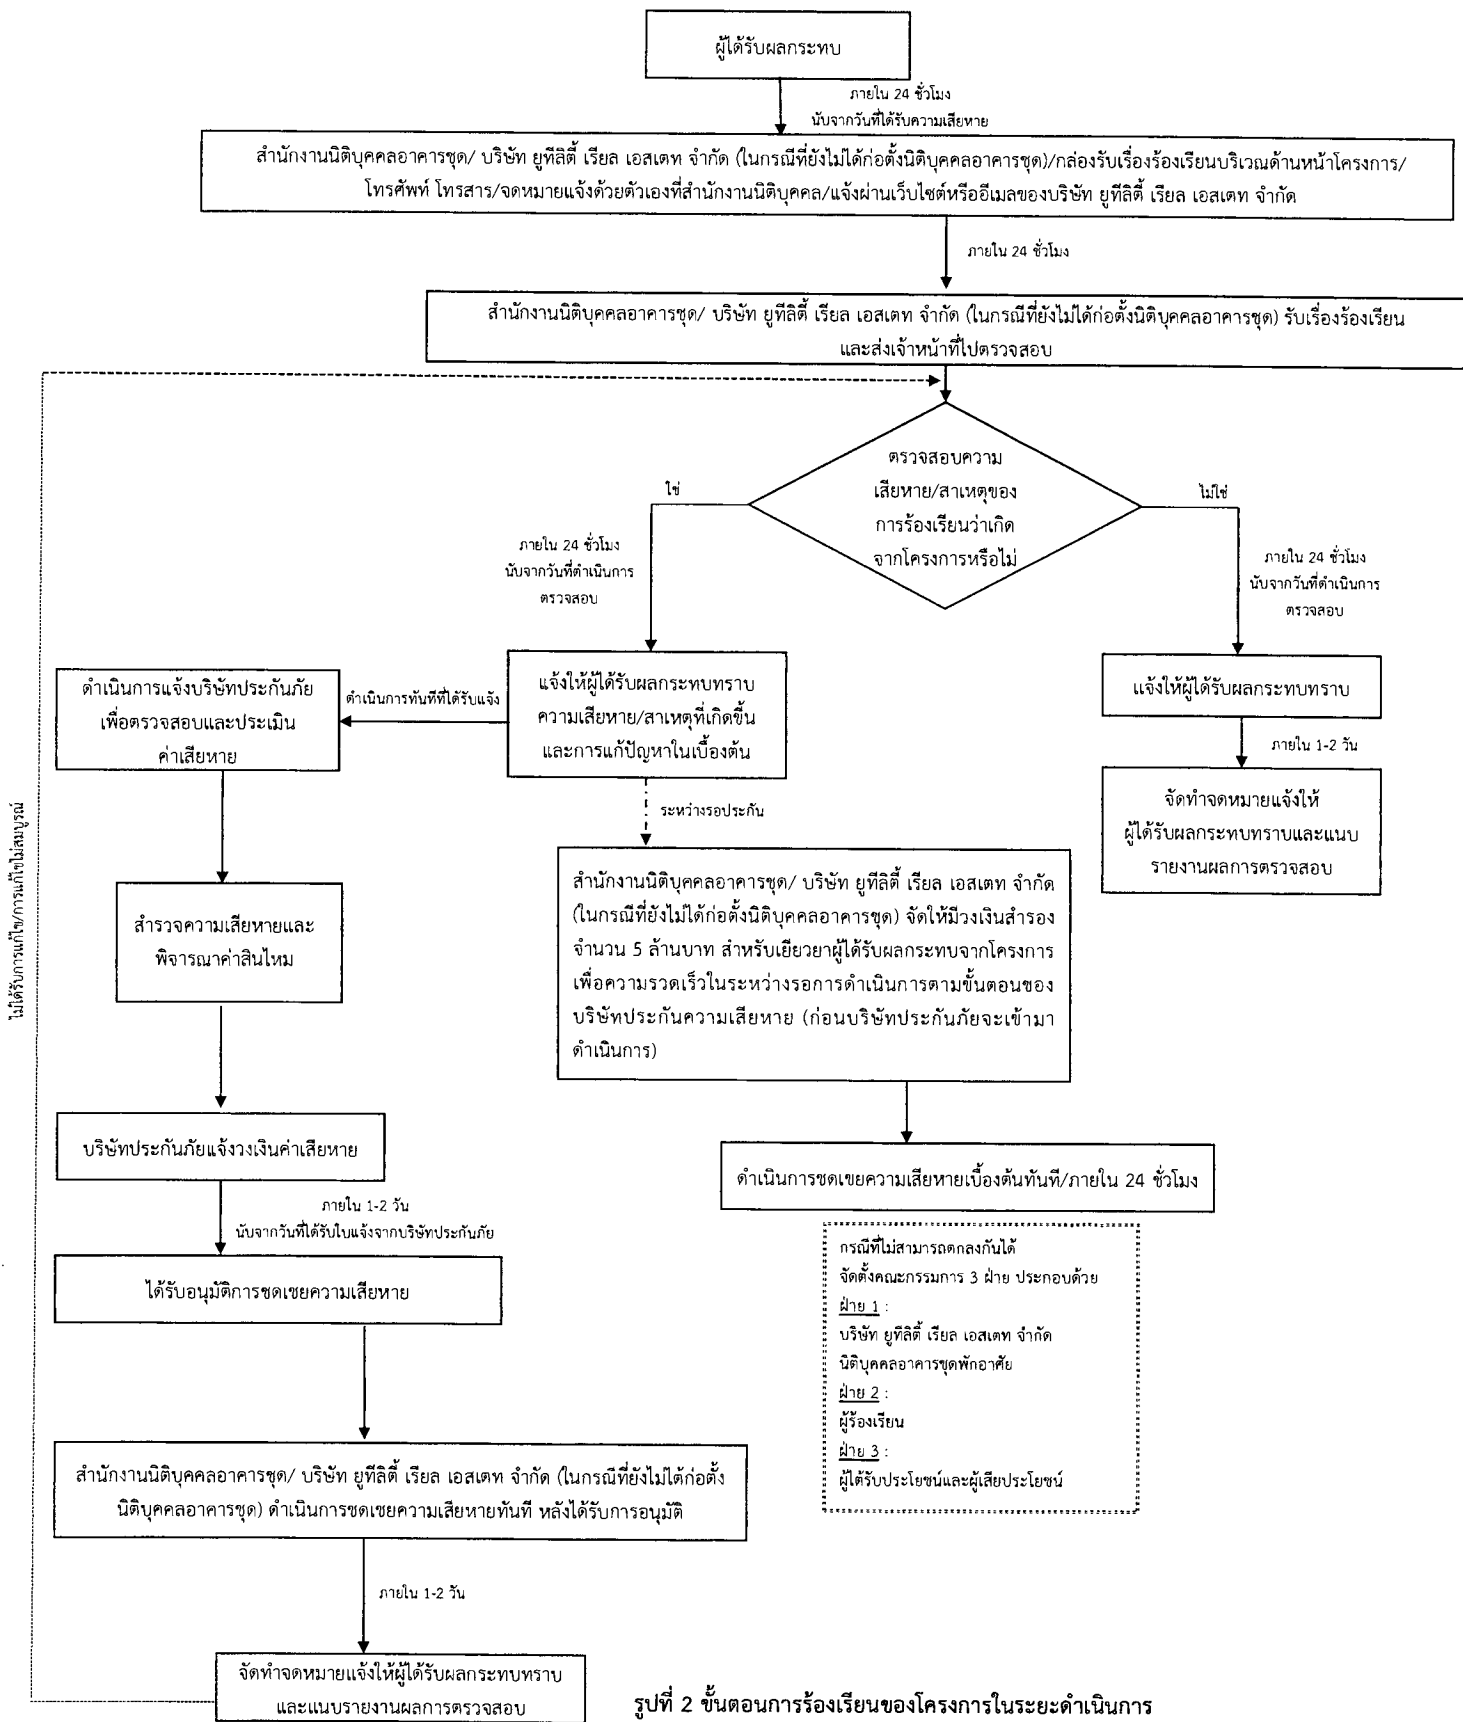 ผู้ได้รับผลกระทบ
ภายใน 24 ชั่วโมง
นับจากวันที่ได้รับความเสียหาย
สำนักงานนิติบุคคลอาคารชุด/ บริษัท ยูทีลิตี้ เรียล เอสเตท จำกัด (ในกรณีที่ยังไม่ได้ก่อตั้งนิติบุคคลอาคารชุด)/กล่องรับเรื่องร้องเรียนบริเวณด้านหน้าโครงการ/
โทรศัพท์ โทรสาร/จดหมายแจ้งด้วยตัวเองที่สำนักงานนิติบุคคล/แจ้งผ่านเว็บไซต์หรืออีเมลของบริษัท ยูทีลิตี้ เรียล เอสเตท จำกัด
ภายใน 24 ชั่วโมง
สำนักงานนิติบุคคลอาคารชุด/ บริษัท ยูทีลิตี้ เรียล เอสเตท จำกัด (ในกรณีที่ยังไม่ได้ก่อตั้งนิติบุคคลอาคารชุด) รับเรื่องร้องเรียน
และส่งเจ้าหน้าที่ไปตรวจสอบ
ตรวจสอบความ
เสียหาย/สาเหตุของ
การร้องเรียนว่าเกิด
จากโครงการหรือไม่
ใช่
ภายใน 24 ชั่วโมง
นับจากวันที่ดำเนินการ
ตรวจสอบ
ไม่ใช่
ภายใน 24 ชั่วโมง
นับจากวันที่ดำเนินการ
ตรวจสอบ
แจ้งให้ผู้ได้รับผลกระทบทราบ
ความเสียหาย/สาเหตุที่เกิดขึ้น
และการแก้ปัญหาในเบื้องต้น
ดำเนินการทันทีที่ได้รับแจ้ง
ดำเนินการแจ้งบริษัทประกันภัย
เพื่อตรวจสอบและประเมิน
ค่าเสียหาย
แจ้งให้ผู้ได้รับผลกระทบทราบ
ภายใน 1-2 วัน
จัดทำจดหมายแจ้งให้
ผู้ได้รับผลกระทบทราบและแนบ
รายงานผลการตรวจสอบ
ระหว่างรอประกัน
สำนักงานนิติบุคคลอาคารชุด/ บริษัท ยูทีลิตี้ เรียล เอสเตท จำกัด
(ในกรณีที่ยังไม่ได้ก่อตั้งนิติบุคคลอาคารชุด) จัดให้มีวงเงินสำรอง
จำนวน 5 ล้านบาท สำหรับเยียวยาผู้ได้รับผลกระทบจากโครงการ
เพื่อความรวดเร็วในระหว่างรอการดำเนินการตามขั้นตอนของ
บริษัทประกันความเสียหาย (ก่อนบริษัทประกันภัยจะเข้ามา
ดำเนินการ)
ดำเนินการชดเชยความเสียหายเบื้องต้นทันที/ภายใน 24 ชั่วโมง
กรณีที่ไม่สามารถตกลงกันได้
จัดตั้งคณะกรรมการ 3 ฝ่าย ประกอบด้วย
ฝ่าย 1 :
บริษัท ยูทีลิตี้ เรียล เอสเตท จำกัด
นิติบุคคลอาคารชุดพักอาศัย
ฝ่าย 2 :
ผู้ร้องเรียน
ฝ่าย 3 :
ผู้ได้รับประโยชน์และผู้เสียประโยชน์
สำรวจความเสียหายและ
พิจารณาค่าสินไหม
บริษัทประกันภัยแจ้งวงเงินค่าเสียหาย
ภายใน 1-2 วัน
นับจากวันที่ได้รับใบแจ้งจากบริษัทประกันภัย
ได้รับอนุมัติการชดเชยความเสียหาย
สำนักงานนิติบุคคลอาคารชุด/ บริษัท ยูทีลิตี้ เรียล เอสเตท จำกัด (ในกรณีที่ยังไม่ได้ก่อตั้ง
นิติบุคคลอาคารชุด) ดำเนินการชดเชยความเสียหายทันที หลังได้รับการอนุมัติ
ภายใน 1-2 วัน
จัดทำจดหมายแจ้งให้ผู้ได้รับผลกระทบทราบ
และแนบรายงานผลการตรวจสอบ
ไม่ได้รับการแก้ไข/การแก้ไขไม่สมบูรณ์
รูปที่ 2 ขั้นตอนการร้องเรียนของโครงการในระยะดำเนินการ